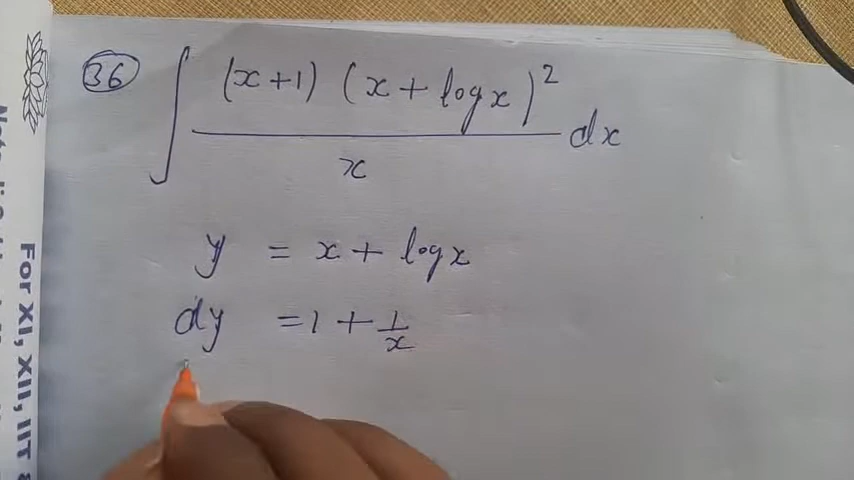 (36) ∫ (x+1) (x + log x)² / x dx
y = x + log x
dy = 1 + 1/x
For XI, XII, IIT &